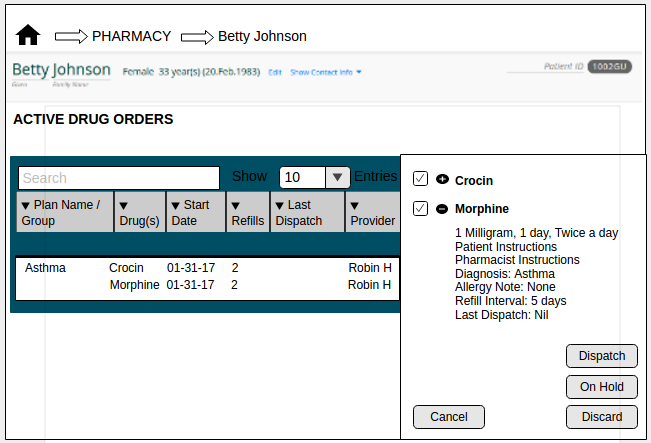 PHARMACY Betty Johnson
Betty Johnson Female 33 year(s) (20.Feb.1983) Edit Show Contact Info Patient ID 1002GU
Given Family Name
ACTIVE DRUG ORDERS
Search Show 10 Entries
Plan Name / Group Drug(s) Start Date Refills Last Dispatch Provider
Asthma Crocin 01-31-17 2 Robin H
Morphine 01-31-17 2 Robin H
Crocin
Morphine
1 Milligram, 1 day, Twice a day
Patient Instructions
Pharmacist Instructions
Diagnosis: Asthma
Allergy Note: None
Refill Interval: 5 days
Last Dispatch: Nil
Dispatch
On Hold
Cancel Discard